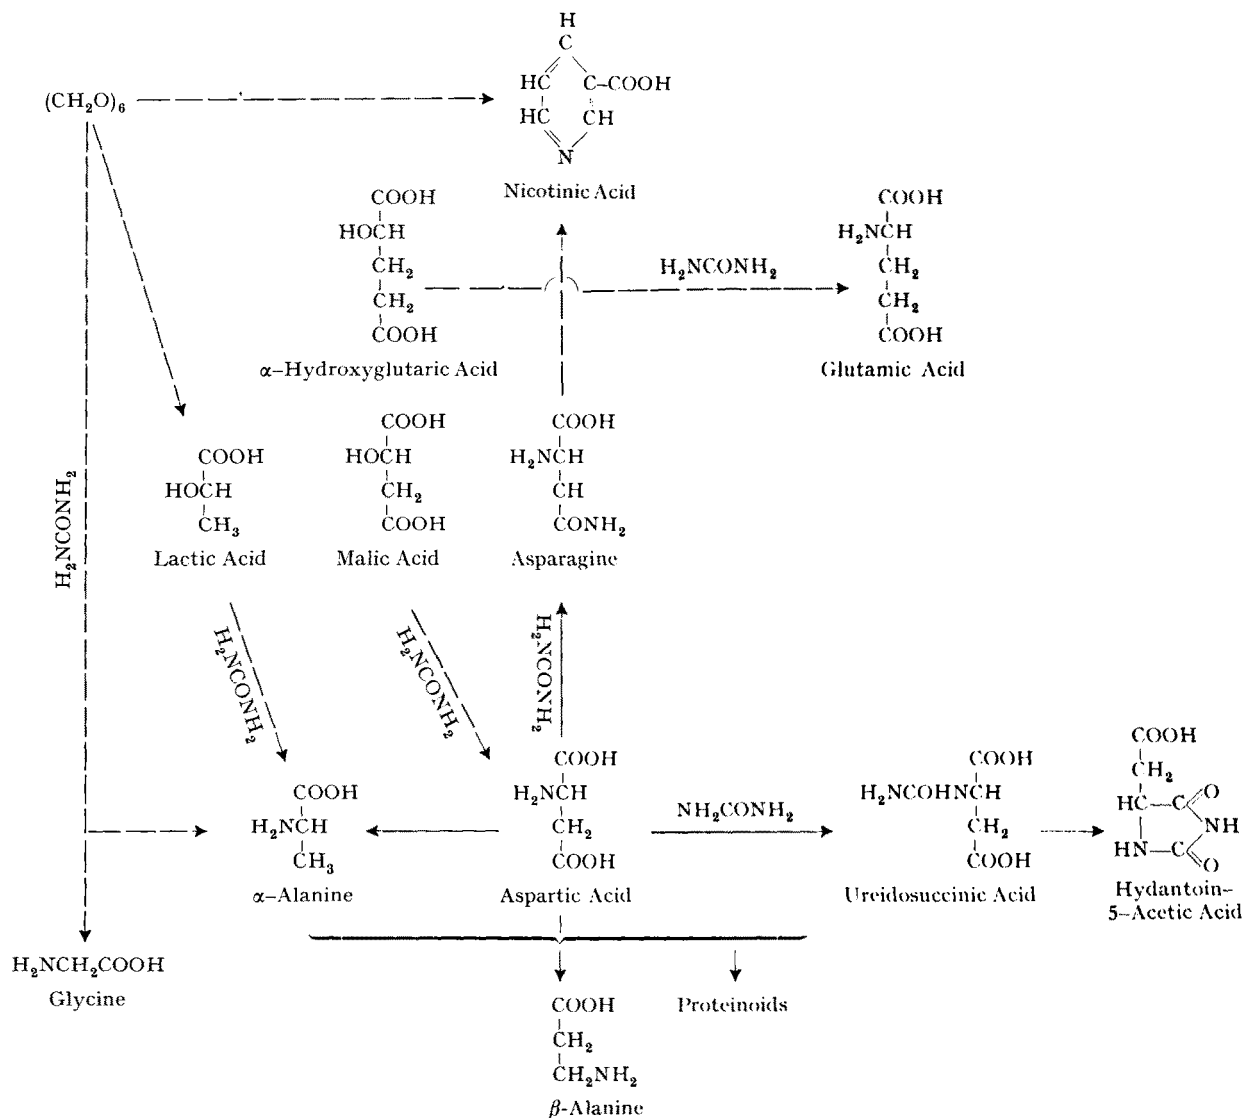 H
C
HC
C–COOH
(CH₂O)₆
HC
CH
N
Nicotinic Acid
COOH
HOCH
CH₂
CH₂
COOH
α–Hydroxyglutaric Acid
H₂NCONH₂
COOH
H₂NCH
CH₂
CH₂
COOH
Glutamic Acid
H₂NCONH₂
COOH
HOCH
CH₃
Lactic Acid
COOH
HOCH
CH₂
COOH
Malic Acid
COOH
H₂NCH
CH
CONH₂
Asparagine
H₂NCONH₂
H₂NCONH₂
H₂NCONH₂
COOH
H₂NCH
CH₃
α–Alanine
COOH
H₂NCH
CH₂
COOH
Aspartic Acid
NH₂CONH₂
COOH
H₂NCOHNCH
CH₂
COOH
Ureidosuccinic Acid
COOH
CH₂
HC
C
O
NH
HN
C
O
Hydantoin–
5–Acetic Acid
H₂NCH₂COOH
Glycine
COOH
CH₂
CH₂NH₂
β-Alanine
Proteinoids